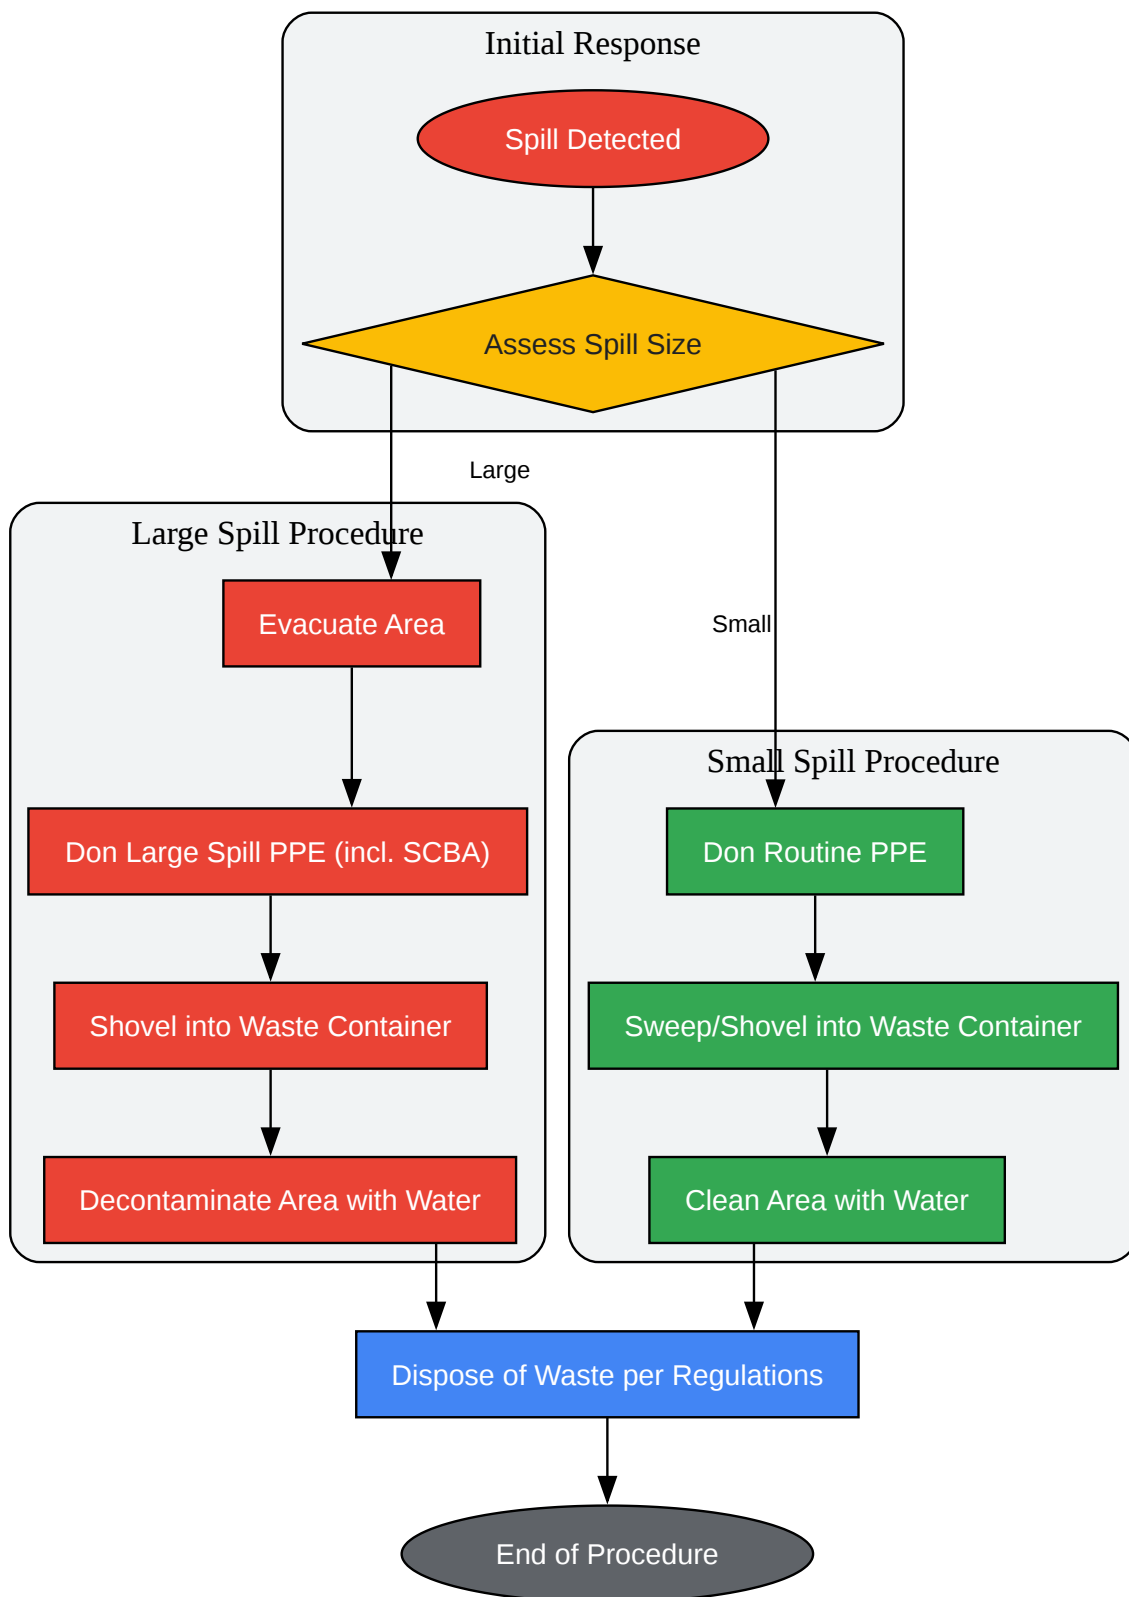 Initial Response
Spill Detected
Assess Spill Size
Large
Large Spill Procedure
Evacuate Area
Don Large Spill PPE (incl. SCBA)
Shovel into Waste Container
Decontaminate Area with Water
Small
Small Spill Procedure
Don Routine PPE
Sweep/Shovel into Waste Container
Clean Area with Water
Dispose of Waste per Regulations
End of Procedure